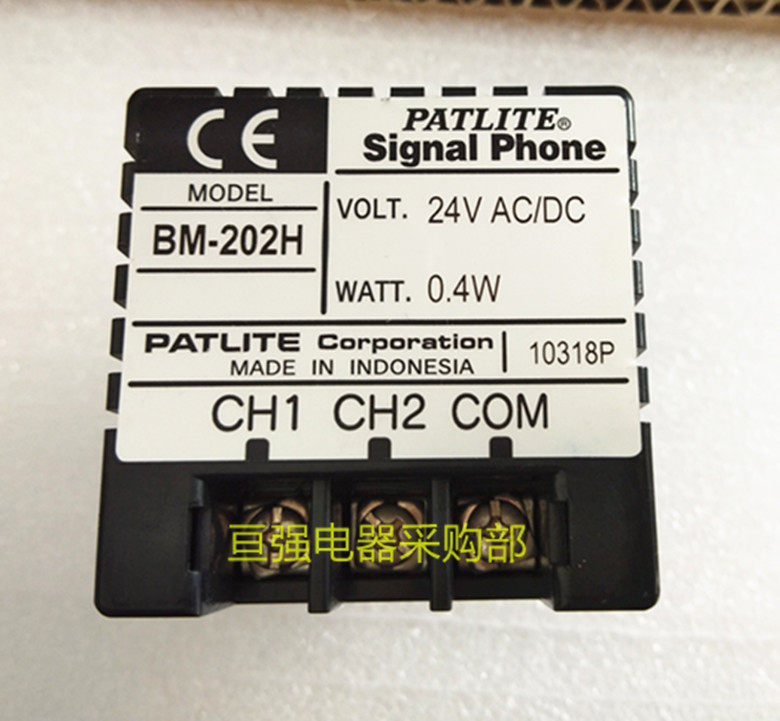 CE
PATLITE®
Signal Phone
MODEL
BM-202H
VOLT. 24V AC/DC
WATT. 0.4W
PATLITE Corporation
MADE IN INDONESIA
10318P
CH1 CH2 COM
亘强电器采购部